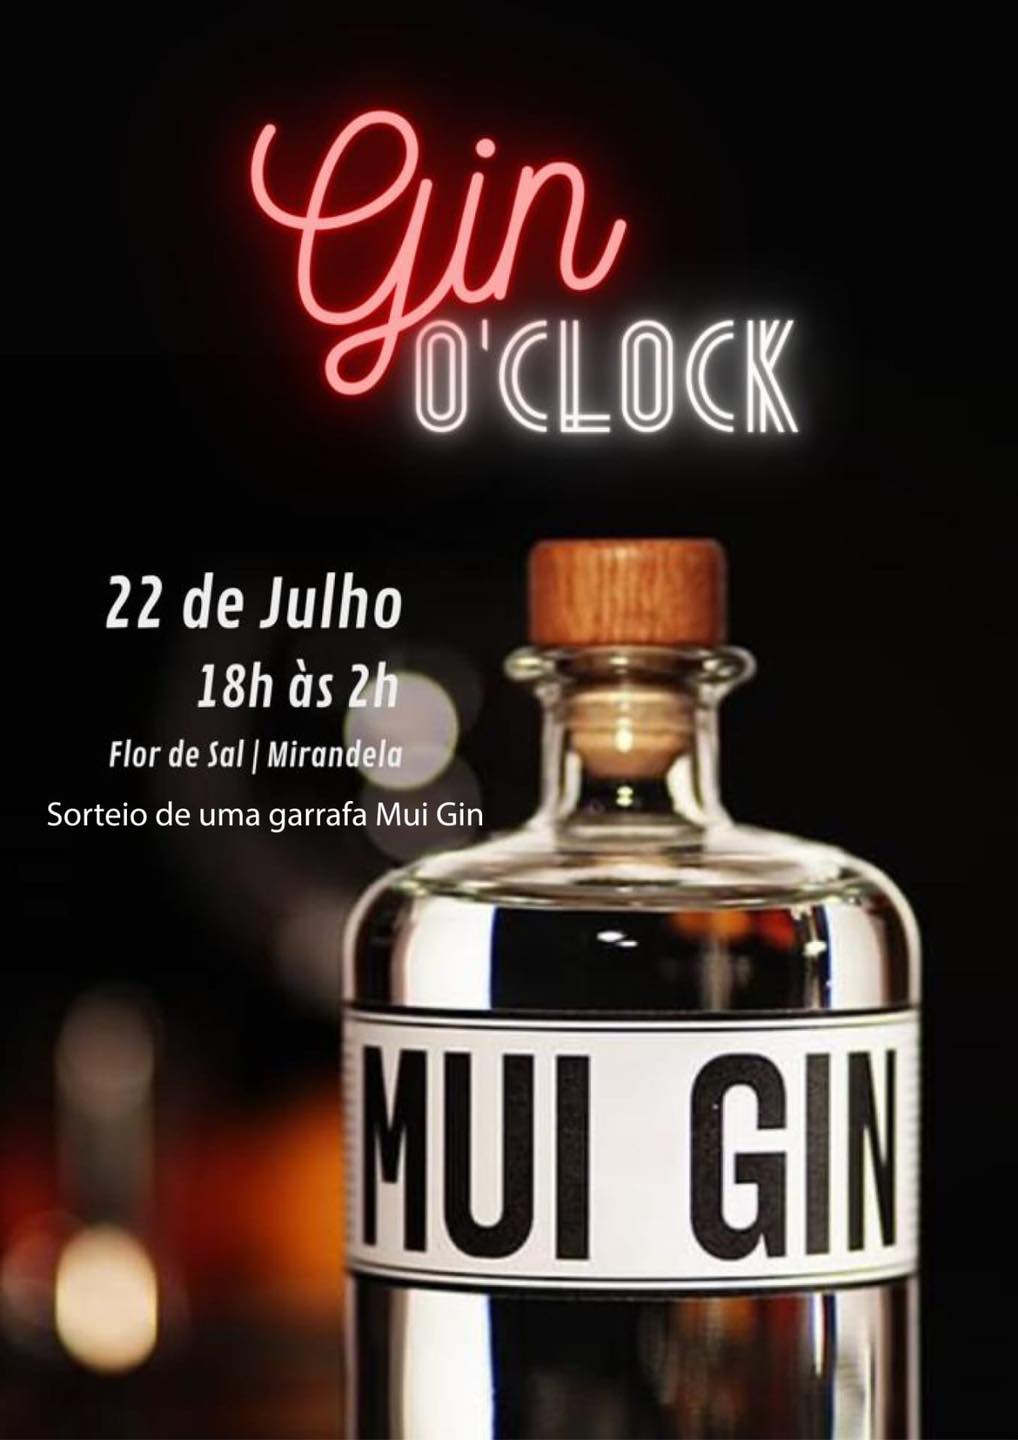 Gin
O'CLOCK
22 de Julho
18h às 2h
Flor de Sal | Mirandela
Sorteio de uma garrafa Mui Gin
MUI GIN